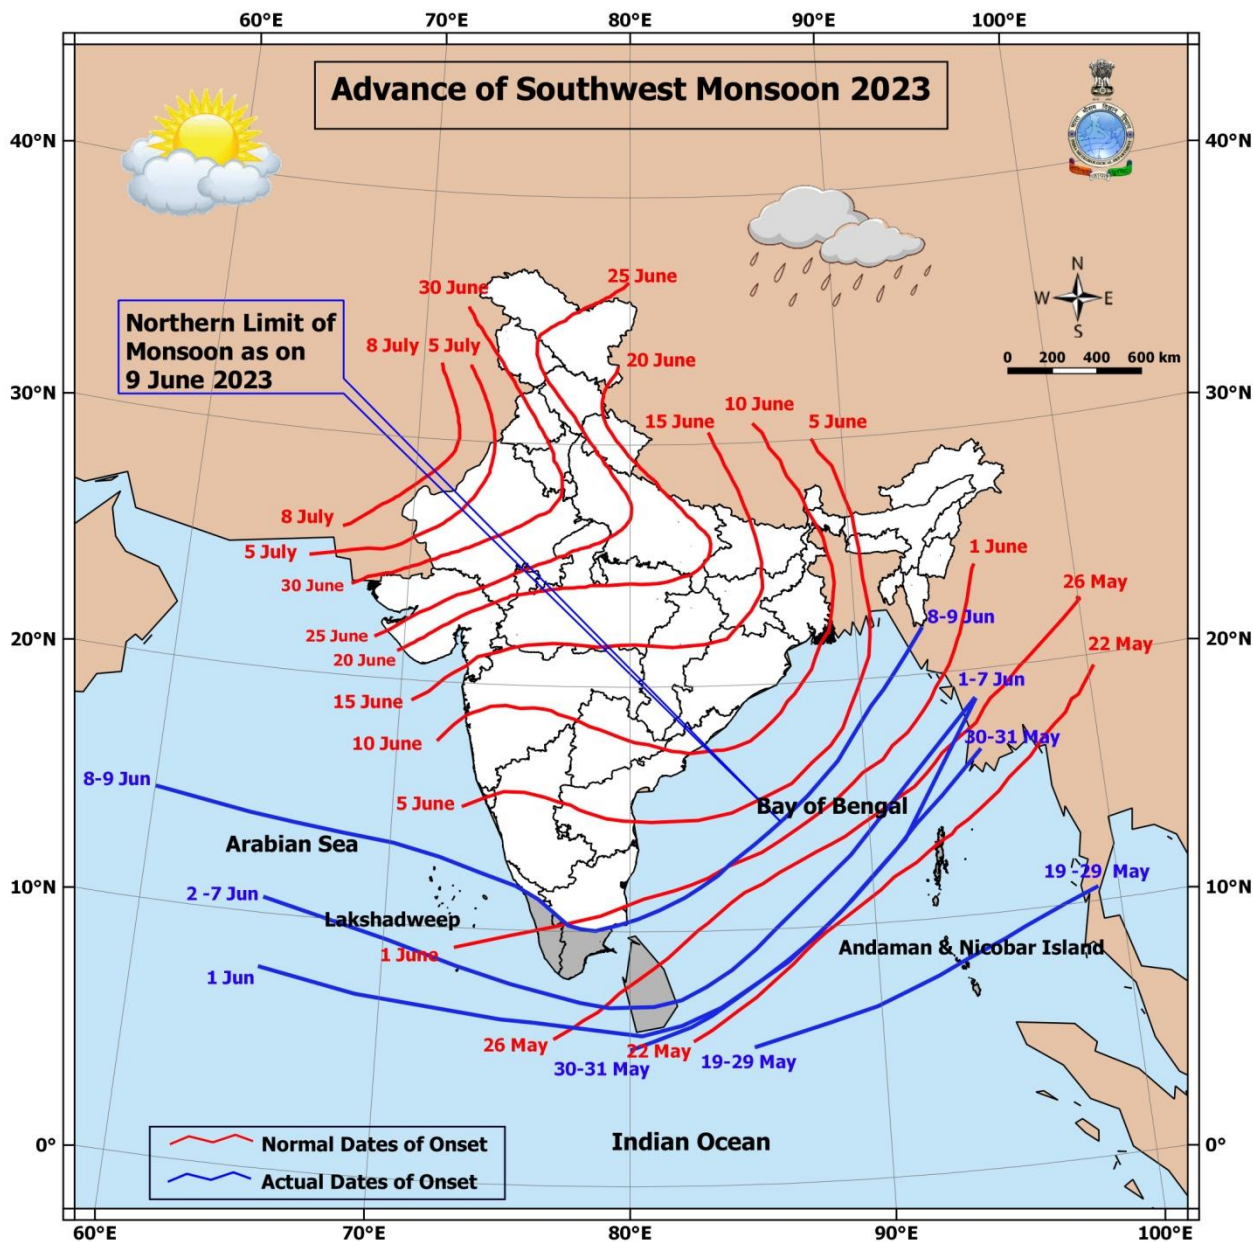 60°E
70°E
80°E
90°E
100°E
Advance of Southwest Monsoon 2023
40°N
40°N
N
W
E
S
0 200 400 600 km
30 June
25 June
Northern Limit of
Monsoon as on
9 June 2023
8 July
5 July
20 June
30°N
30°N
10 June
15 June
5 June
8 July
5 July
1 June
30 June
26 May
8-9 Jun
25 June
20°N
20°N
22 May
20 June
1-7 Jun
15 June
30-31 May
10 June
8-9 Jun
5 June
Bay of Bengal
Arabian Sea
19 -29 May
10°N
10°N
2 -7 Jun
Lakshadweep
1 June
Andaman & Nicobar Island
1 Jun
26 May
22 May
30-31 May
19-29 May
Normal Dates of Onset
Actual Dates of Onset
Indian Ocean
0°
0°
60°E
70°E
80°E
90°E
100°E